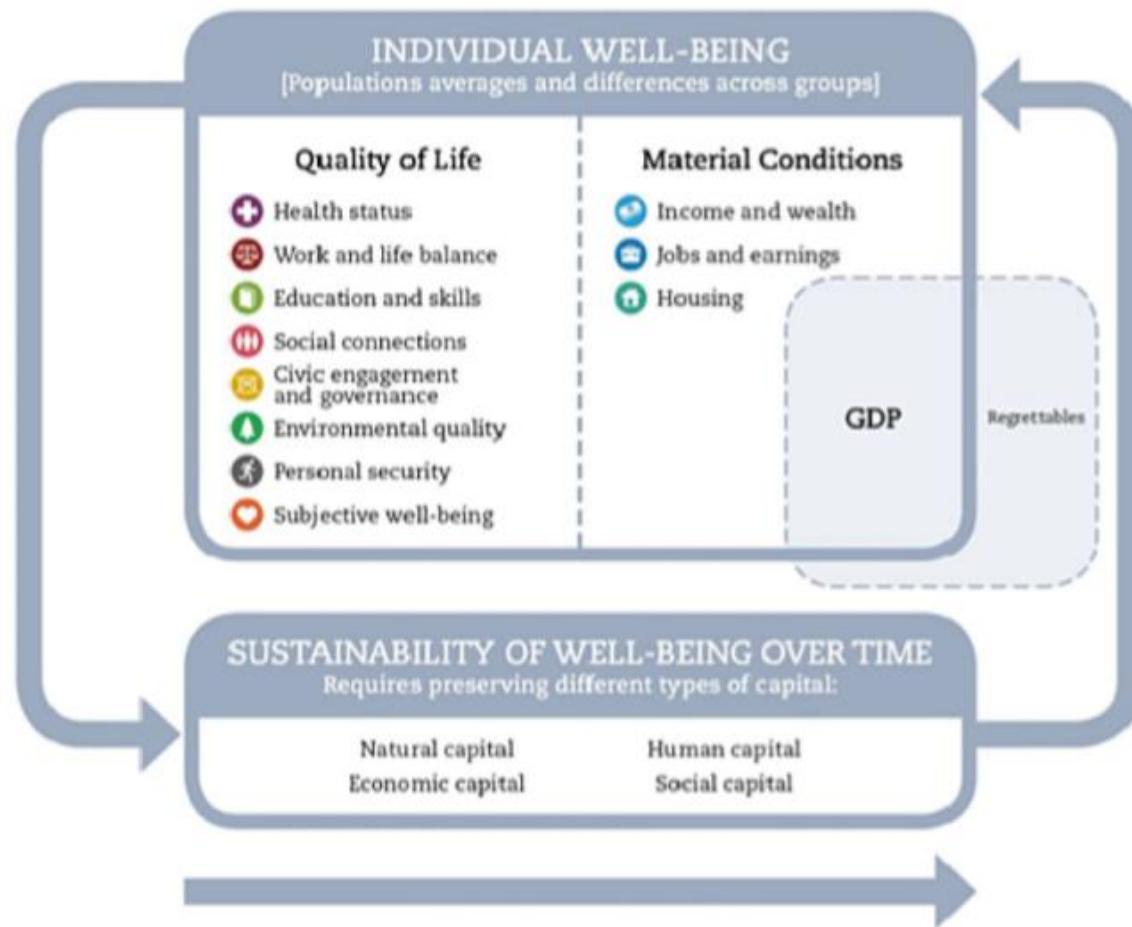 INDIVIDUAL WELL-BEING
[Populations averages and differences across groups]
Quality of Life
Health status
Work and life balance
Education and skills
Social connections
Civic engagement
and governance
Environmental quality
Personal security
Subjective well-being
Material Conditions
Income and wealth
Jobs and earnings
Housing
GDP
Regrettables
SUSTAINABILITY OF WELL-BEING OVER TIME
Requires preserving different types of capital:
Natural capital
Economic capital
Human capital
Social capital